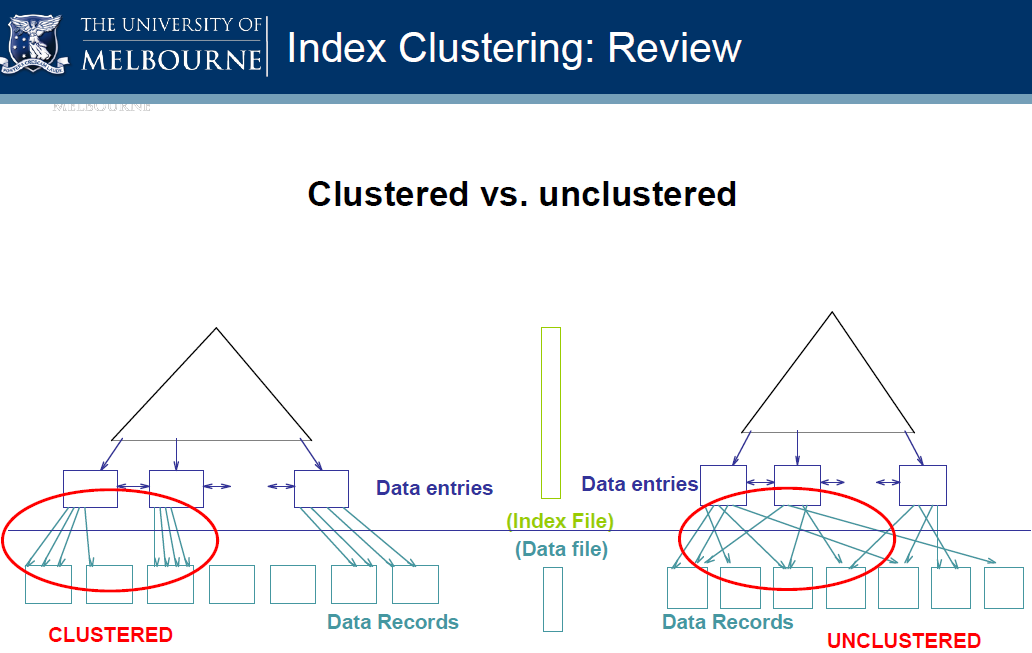 THE UNIVERSITY OF
MELBOURNE
Index Clustering: Review
MELBOURNE
Clustered vs. unclustered
Data entries
Data entries
(Index File)
(Data file)
Data Records
Data Records
CLUSTERED
UNCLUSTERED